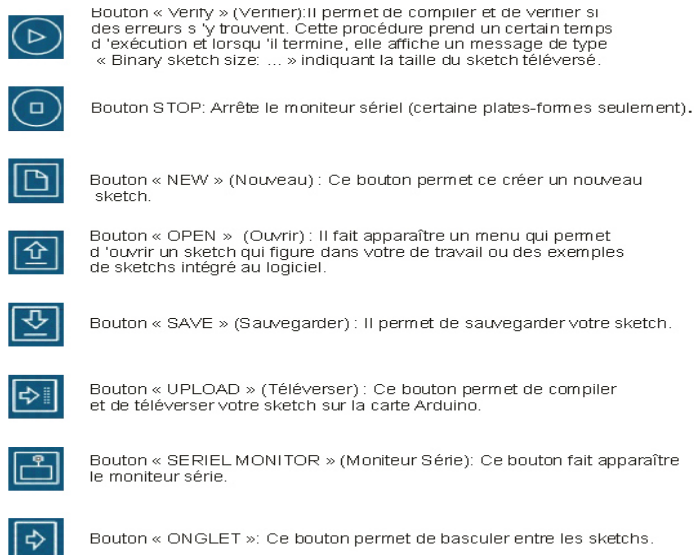 Bouton « Verify » (Verifier):Il permet de compiler et de verifier si
des erreurs s 'y trouvent. Cette procédure prend un certain temps
d 'exécution et lorsqu 'il termine, elle affiche un message de type
« Binary sketch size: ... » indiquant la taille du sketch téléversé.
Bouton STOP: Arrête le moniteur sériel (certaine plates-formes seulement).
Bouton « NEW » (Nouveau) : Ce bouton permet ce créer un nouveau
sketch.
Bouton « OPEN » (Ouvrir) : Il fait apparaître un menu qui permet
d 'ouvrir un sketch qui figure dans votre de travail ou des exemples
de sketchs intégré au logiciel.
Bouton « SAVE » (Sauvegarder) : Il permet de sauvegarder votre sketch.
Bouton « UPLOAD » (Téléverser) : Ce bouton permet de compiler
et de téléverser votre sketch sur la carte Arduino.
Bouton « SERIEL MONITOR » (Moniteur Série): Ce bouton fait apparaître
le moniteur série.
Bouton « ONGLET »: Ce bouton permet de basculer entre les sketchs.